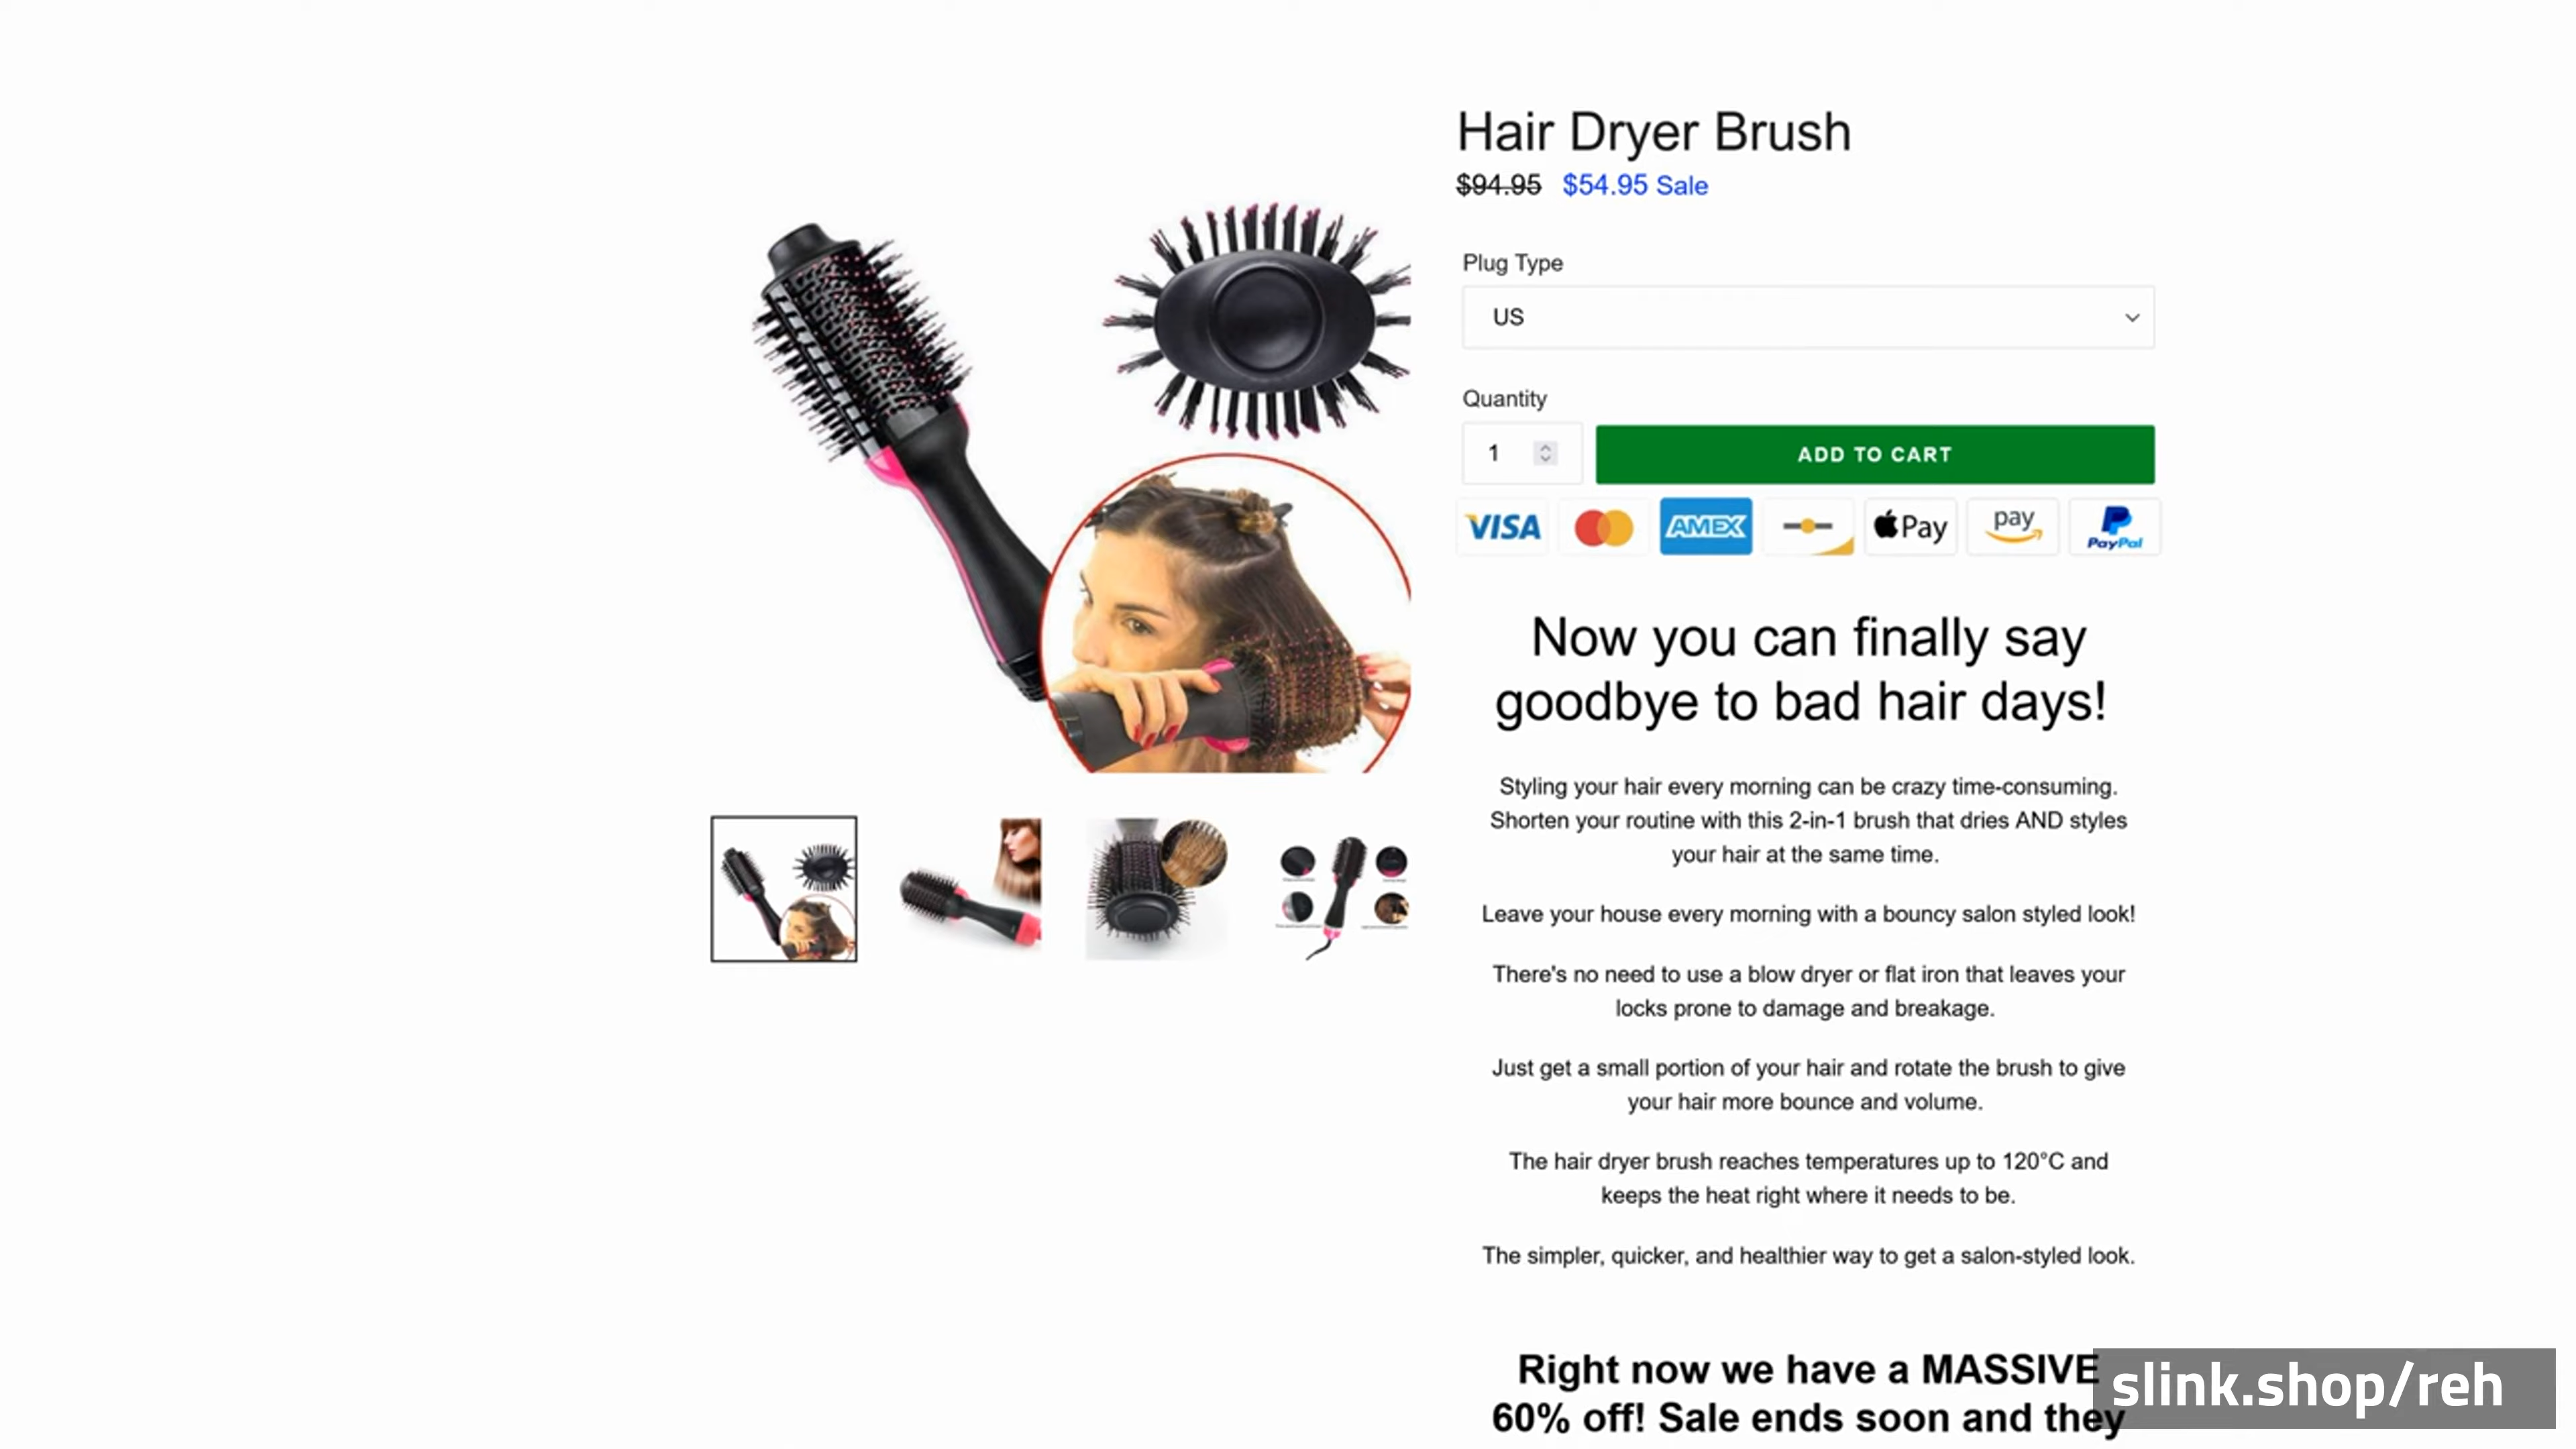 Hair Dryer Brush
$94.95 $54.95 Sale
Plug Type
US
Quantity
1
ADD TO CART
VISA
AMEX
Pay
pay
PayPal
Now you can finally say
goodbye to bad hair days!
Styling your hair every morning can be crazy time-consuming.
Shorten your routine with this 2-in-1 brush that dries AND styles
your hair at the same time.
Leave your house every morning with a bouncy salon styled look!
There's no need to use a blow dryer or flat iron that leaves your
locks prone to damage and breakage.
Just get a small portion of your hair and rotate the brush to give
your hair more bounce and volume.
The hair dryer brush reaches temperatures up to 120°C and
keeps the heat right where it needs to be.
The simpler, quicker, and healthier way to get a salon-styled look.
Right now we have a MASSIVE
60% off! Sale ends soon and they
slink.shop/reh